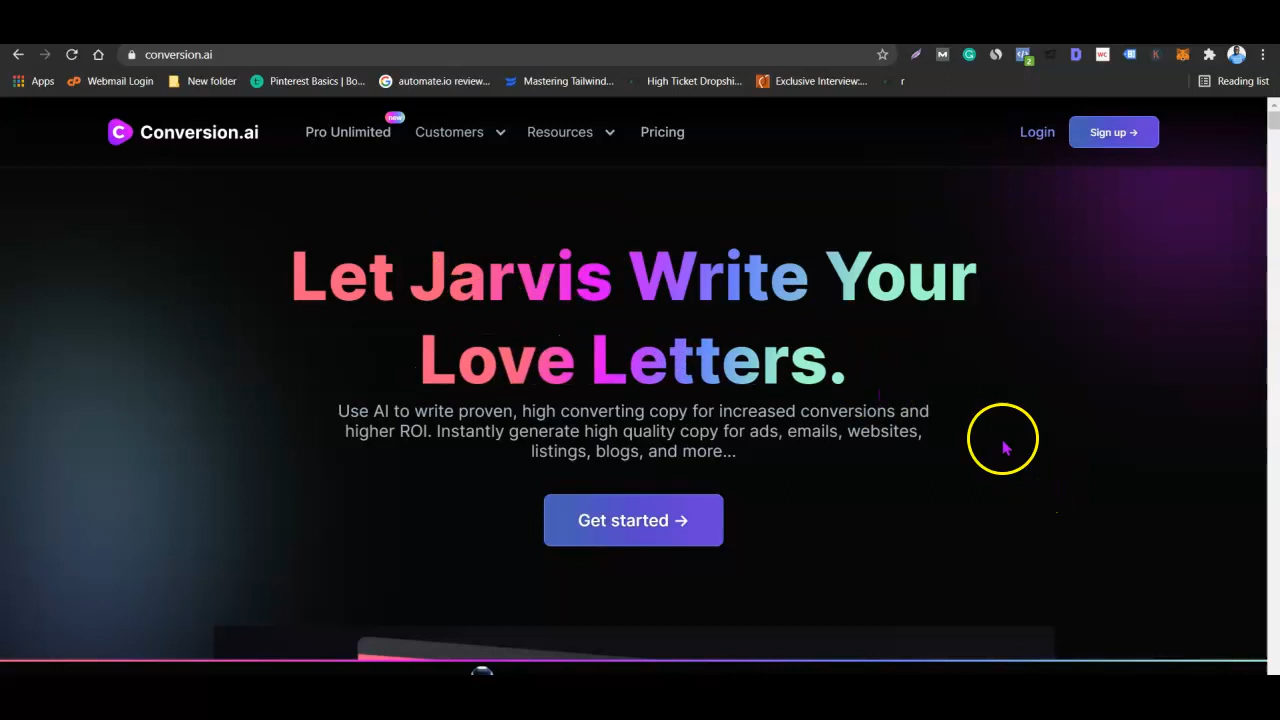 conversion.ai
2
Apps
Webmail Login
New folder
Pinterest Basics | Bo...
automate.io review...
Mastering Tailwind...
High Ticket Dropshi...
Exclusive Interview:...
r
Reading list
Conversion.ai
Pro Unlimited
new
Customers
Resources
Pricing
Login
Sign up →
Let Jarvis Write Your
Love Letters.
Use AI to write proven, high converting copy for increased conversions and
higher ROI. Instantly generate high quality copy for ads, emails, websites,
listings, blogs, and more...
Get started →